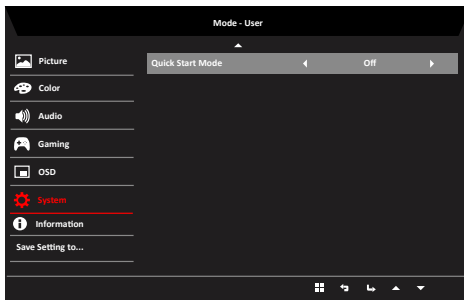 Mode - User
Picture
Quick Start Mode Off
Color
Audio
Gaming
OSD
System
Information
Save Setting to...